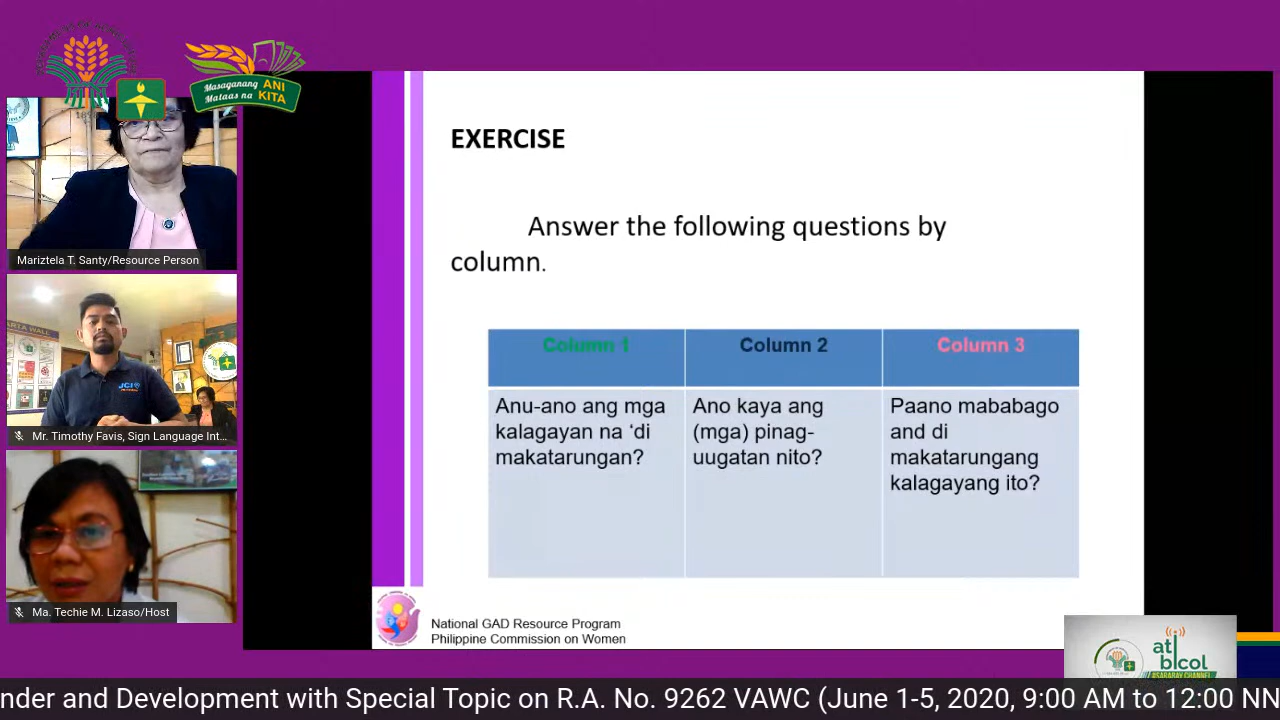 Masaganang ANI
Mataas na KITA
Mariztela T. Santy/Resource Person
ARIA WALL
JCI
Mr. Timothy Favis, Sign Language Int...
Ma. Techie M. Lizaso/Host
EXERCISE
Answer the following questions by
column.
Column 1
Column 2
Column 3
Anu-ano ang mga
kalagayan na ‘di
makatarungan?
Ano kaya ang
(mga) pinag-
uugatan nito?
Paano mababago
and di
makatarungang
kalagayang ito?
National GAD Resource Program
Philippine Commission on Women
nder and Development with Special Topic on R.A. No. 9262 VAWC (June 1-5, 2020, 9:00 AM to 12:00 NN